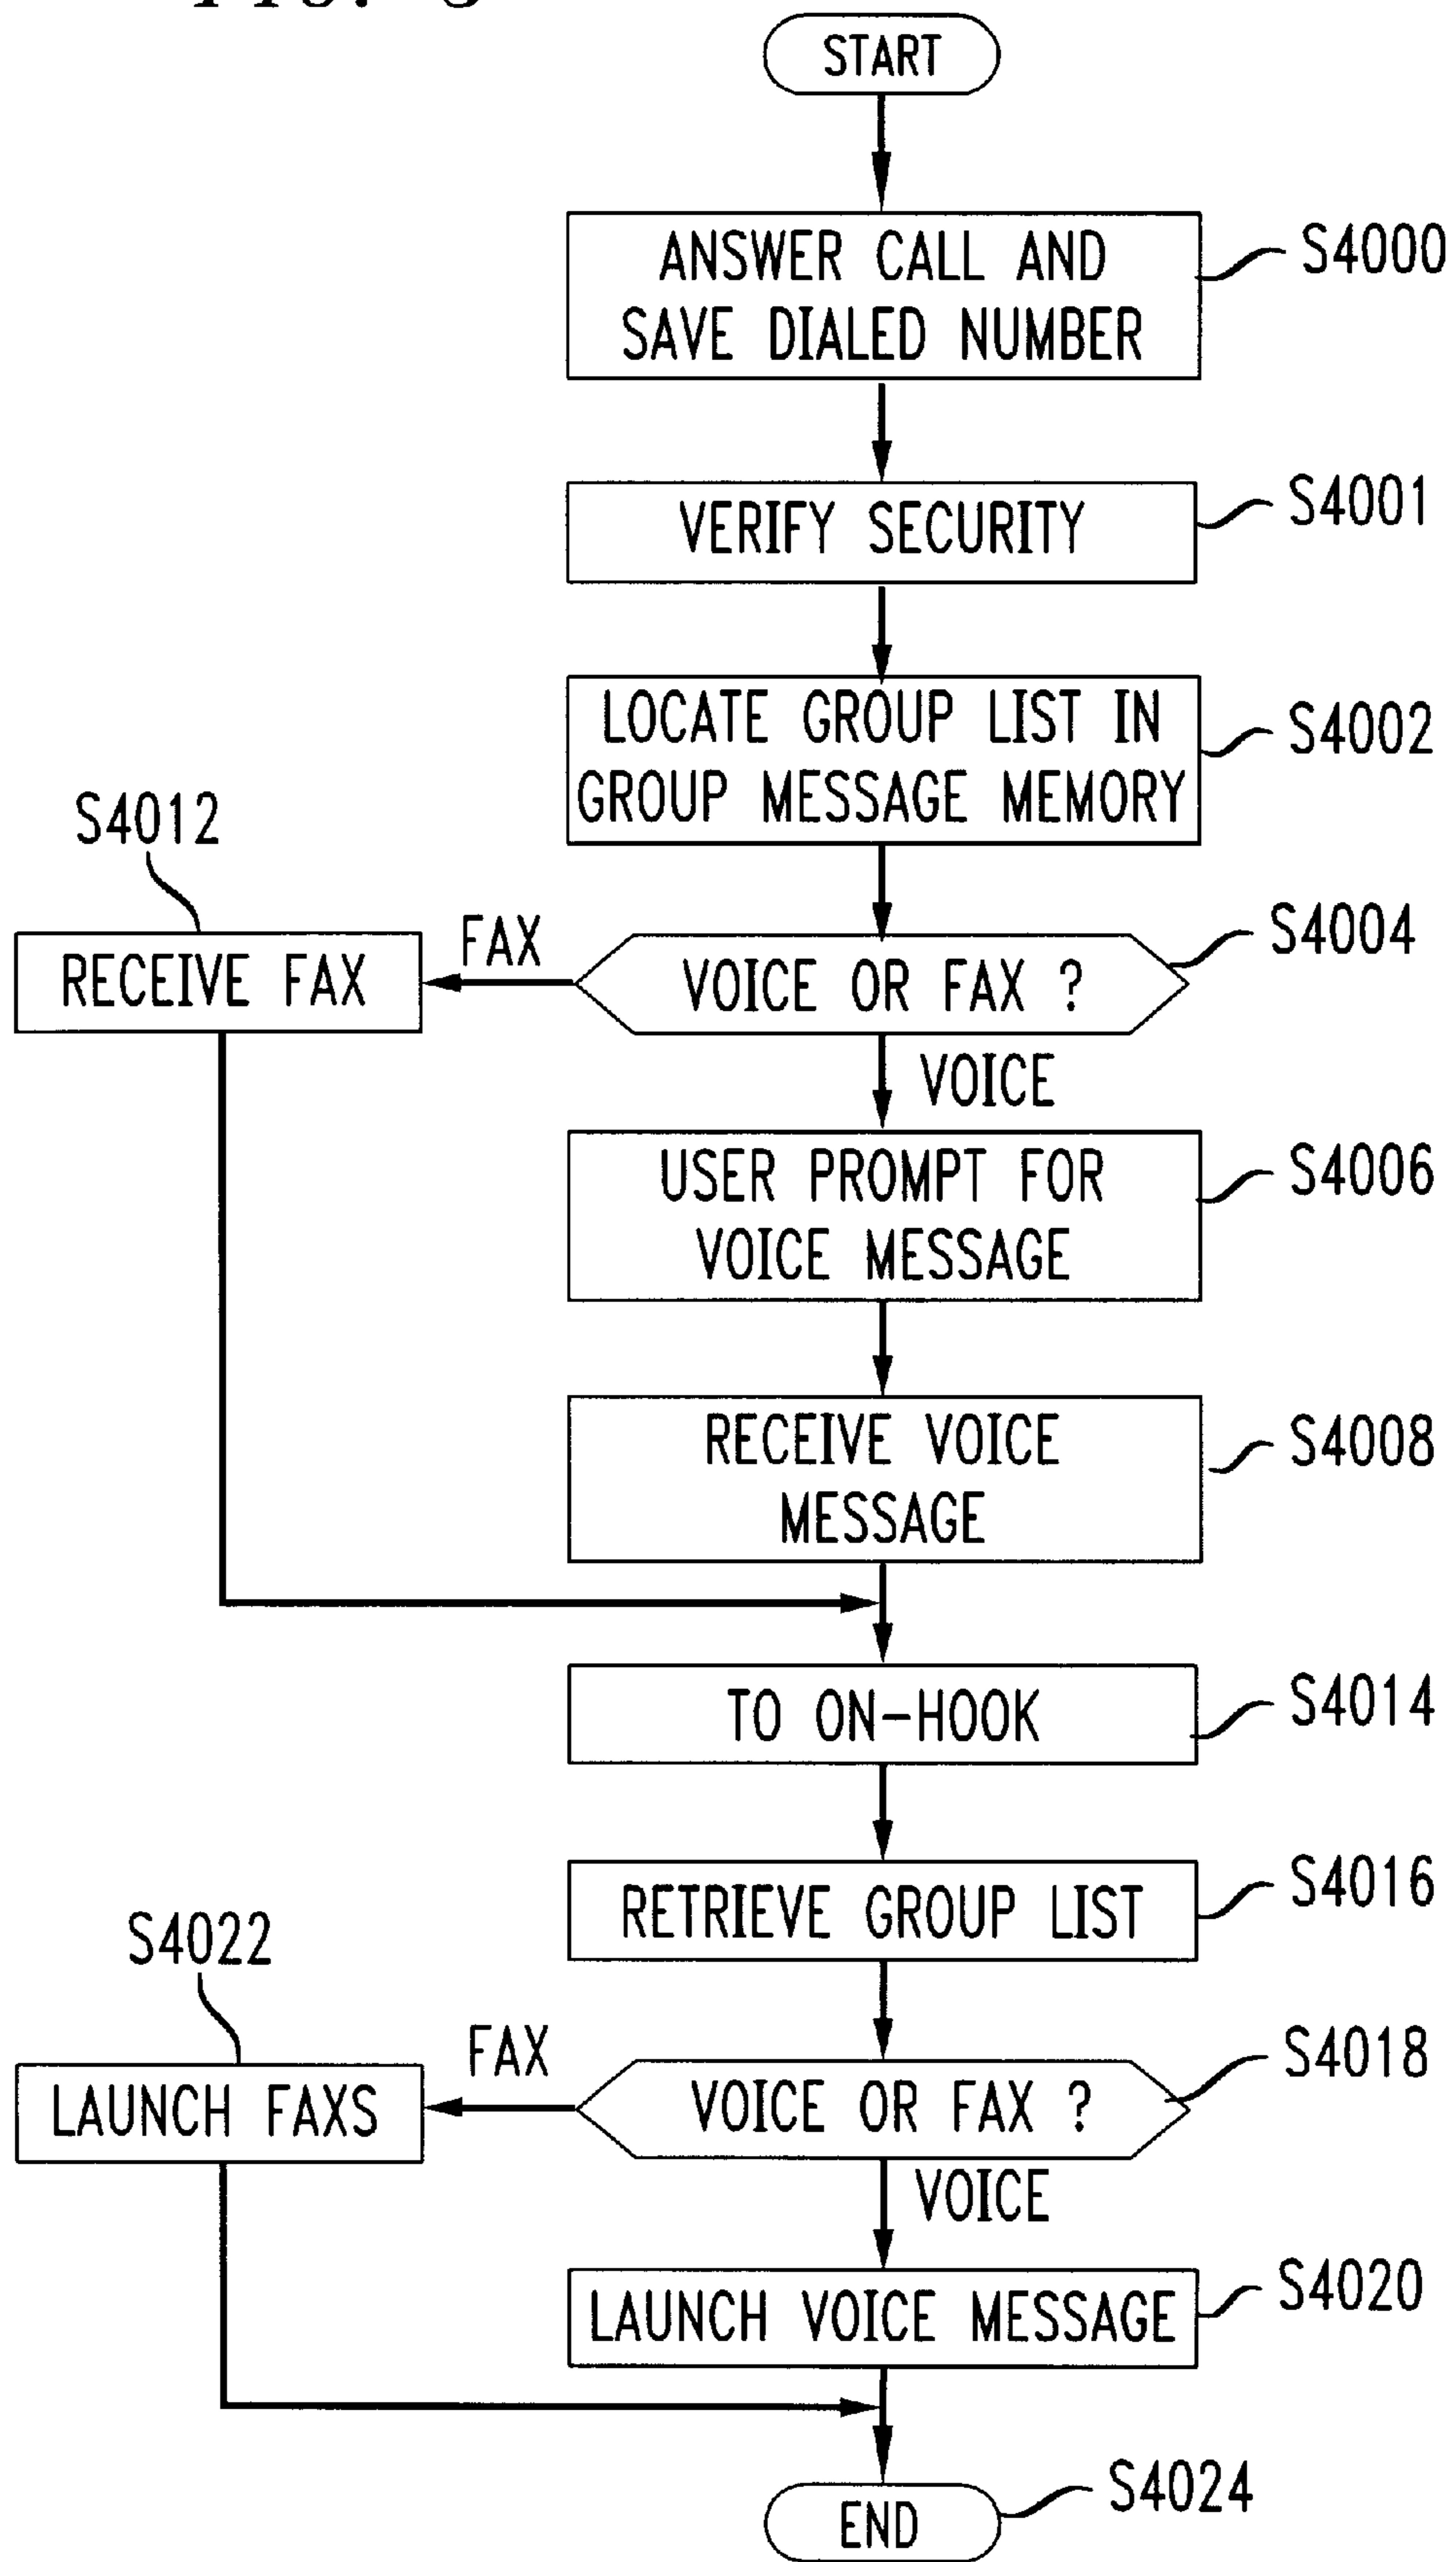 START
ANSWER CALL AND
SAVE DIALED NUMBER
S4000
VERIFY SECURITY
S4001
LOCATE GROUP LIST IN
GROUP MESSAGE MEMORY
S4002
S4012
RECEIVE FAX
FAX
VOICE OR FAX ?
S4004
VOICE
USER PROMPT FOR
VOICE MESSAGE
S4006
RECEIVE VOICE
MESSAGE
S4008
TO ON-HOOK
S4014
RETRIEVE GROUP LIST
S4016
S4022
LAUNCH FAXS
FAX
VOICE OR FAX ?
S4018
VOICE
LAUNCH VOICE MESSAGE
S4020
END
S4024